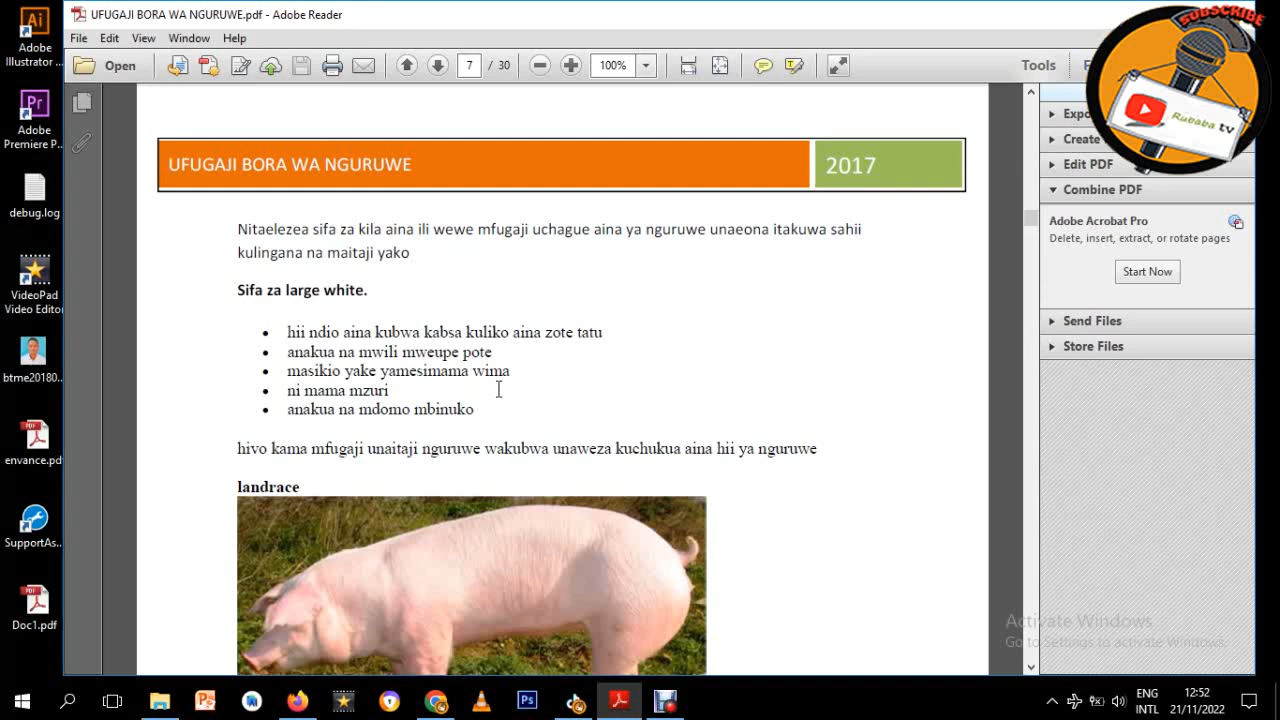 UFUGAJI BORA WA NGURUWE.pdf - Adobe Reader
File Edit View Window Help
Open 7 / 30 100% Tools
SUBSCRIBE
Rubaba tv
Adobe Illustrator ...
Adobe Premiere P...
debug.log
VideoPad Video Editor
btme20180...
envance.pdf
SupportAs...
Doc1.pdf
UFUGAJI BORA WA NGURUWE 2017
Nitaelezea sifa za kila aina ili wewe mfugaji uchague aina ya nguruwe unaeona itakuwa sahii
kulingana na maitaji yako
Sifa za large white.
• hii ndio aina kubwa kabsa kuliko aina zote tatu
• anakua na mwili mweupe pote
• masikio yake yamesimama wima
• ni mama mzuri
• anakua na mdomo mbinuko
hivo kama mfugaji unaitaji nguruwe wakubwa unaweza kuchukua aina hii ya nguruwe
landrace
Expo
Create
Edit PDF
Combine PDF
Adobe Acrobat Pro
Delete, insert, extract, or rotate pages
Start Now
Send Files
Store Files
Activate Windows
Go to Settings to activate Windows.
ENG
INTL
12:52
21/11/2022